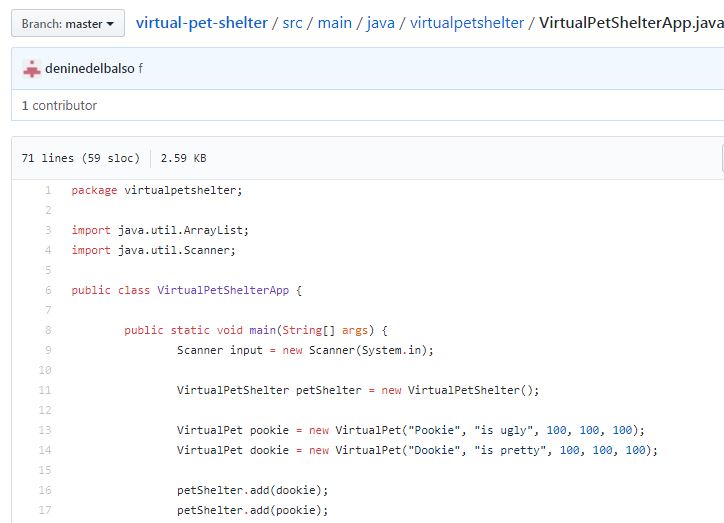 Branch: master virtual-pet-shelter / src / main / java / virtualpetshelter / VirtualPetShelterApp.java
deninedelbalso f
1 contributor
71 lines (59 sloc) 2.59 KB
1 package virtualpetshelter;
2
3 import java.util.ArrayList;
4 import java.util.Scanner;
5
6 public class VirtualPetShelterApp {
7
8 public static void main(String[] args) {
9 Scanner input = new Scanner(System.in);
10
11 VirtualPetShelter petShelter = new VirtualPetShelter();
12
13 VirtualPet pookie = new VirtualPet("Pookie", "is ugly", 100, 100, 100);
14 VirtualPet dookie = new VirtualPet("Dookie", "is pretty", 100, 100, 100);
15
16 petShelter.add(dookie);
17 petShelter.add(pookie);